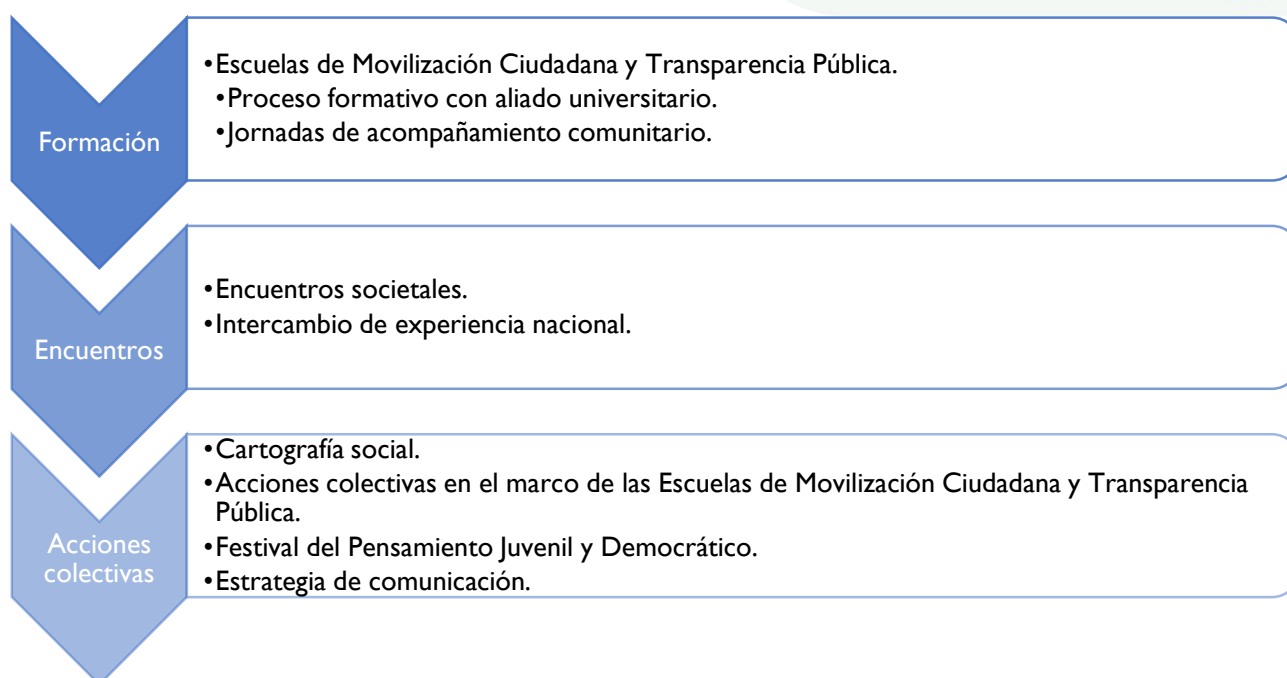 Formación
•Escuelas de Movilización Ciudadana y Transparencia Pública.
•Proceso formativo con aliado universitario.
•Jornadas de acompañamiento comunitario.
Encuentros
•Encuentros societales.
•Intercambio de experiencia nacional.
Acciones
colectivas
•Cartografía social.
•Acciones colectivas en el marco de las Escuelas de Movilización Ciudadana y Transparencia
Pública.
•Festival del Pensamiento Juvenil y Democrático.
•Estrategia de comunicación.